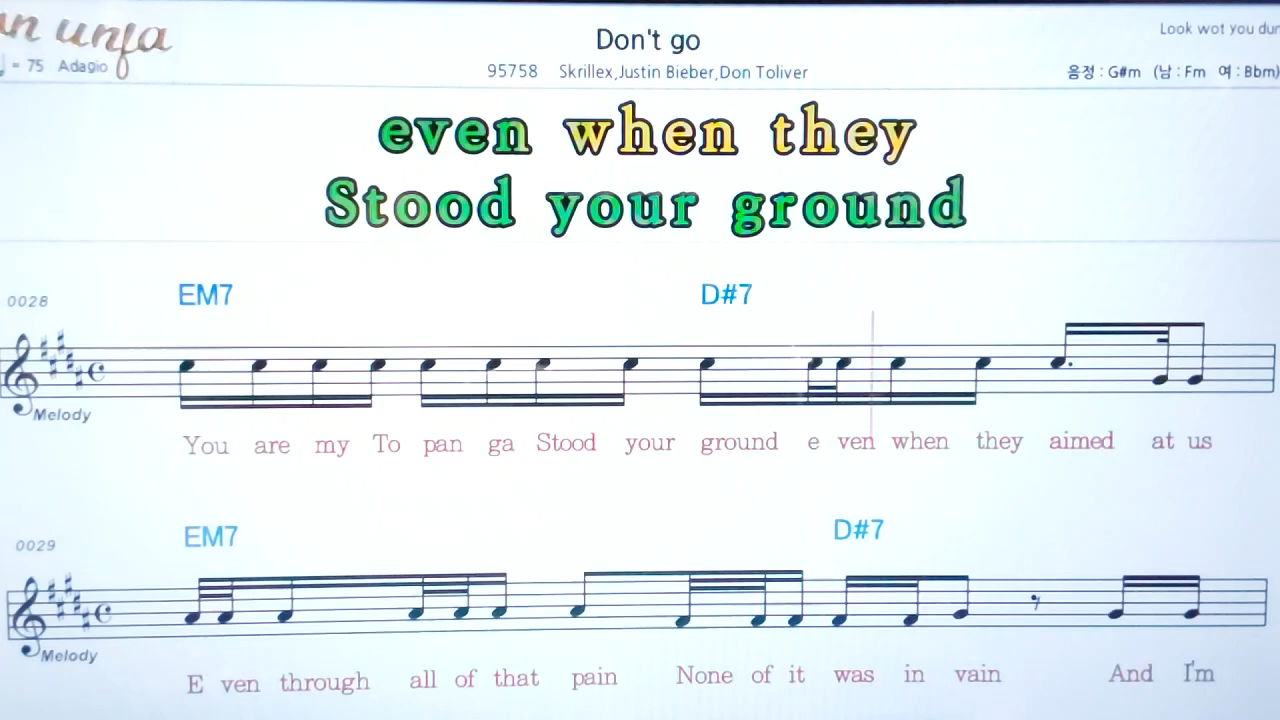 Don't go
Look wot you dun
= 75 Adagio
95758 Skrillex,Justin Bieber,Don Toliver
음정 : G#m (남 : Fm 여 : Bbm)
even when they
Stood your ground
0028
EM7 D#7
Melody
You are my To pan ga Stood your ground e ven when they aimed at us
0029
EM7 D#7
Melody
E ven through all of that pain None of it was in vain And I'm